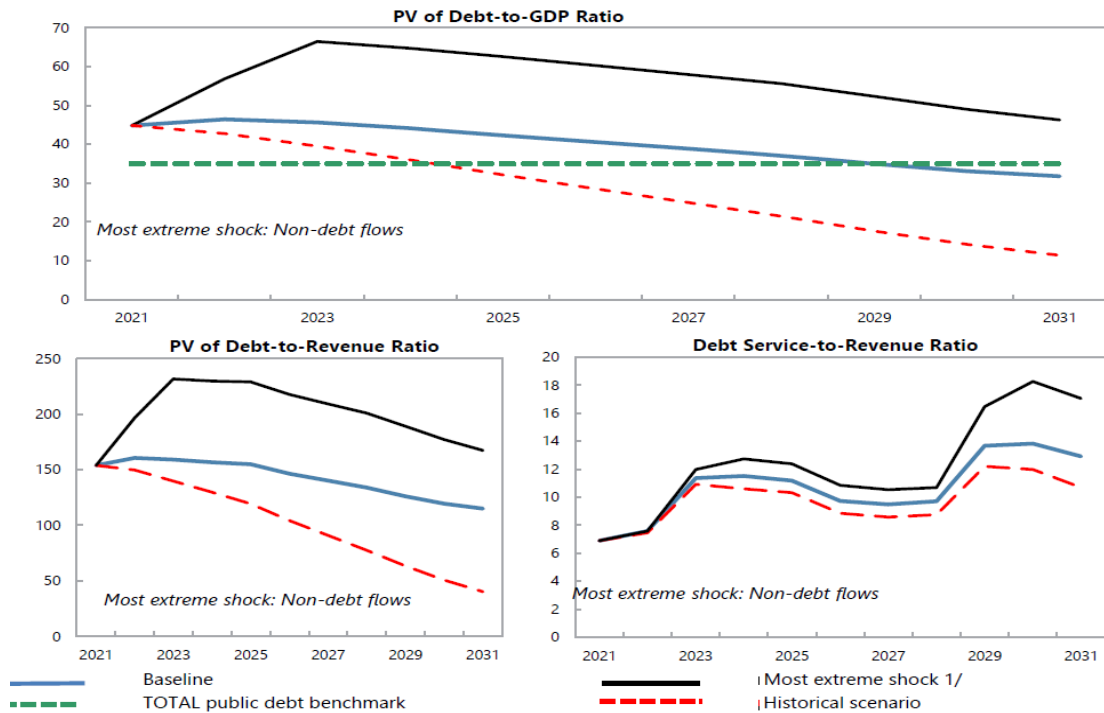 PV of Debt-to-GDP Ratio
70
60
50
40
30
20
10
0
Most extreme shock: Non-debt flows
2021 2023 2025 2027 2029 2031
PV of Debt-to-Revenue Ratio
250
200
150
100
50
0
Most extreme shock: Non-debt flows
2021 2023 2025 2027 2029 2031
Debt Service-to-Revenue Ratio
20
18
16
14
12
10
8
6
4
2
0
Most extreme shock: Non-debt flows
2021 2023 2025 2027 2029 2031
Baseline
Most extreme shock 1/
TOTAL public debt benchmark
Historical scenario